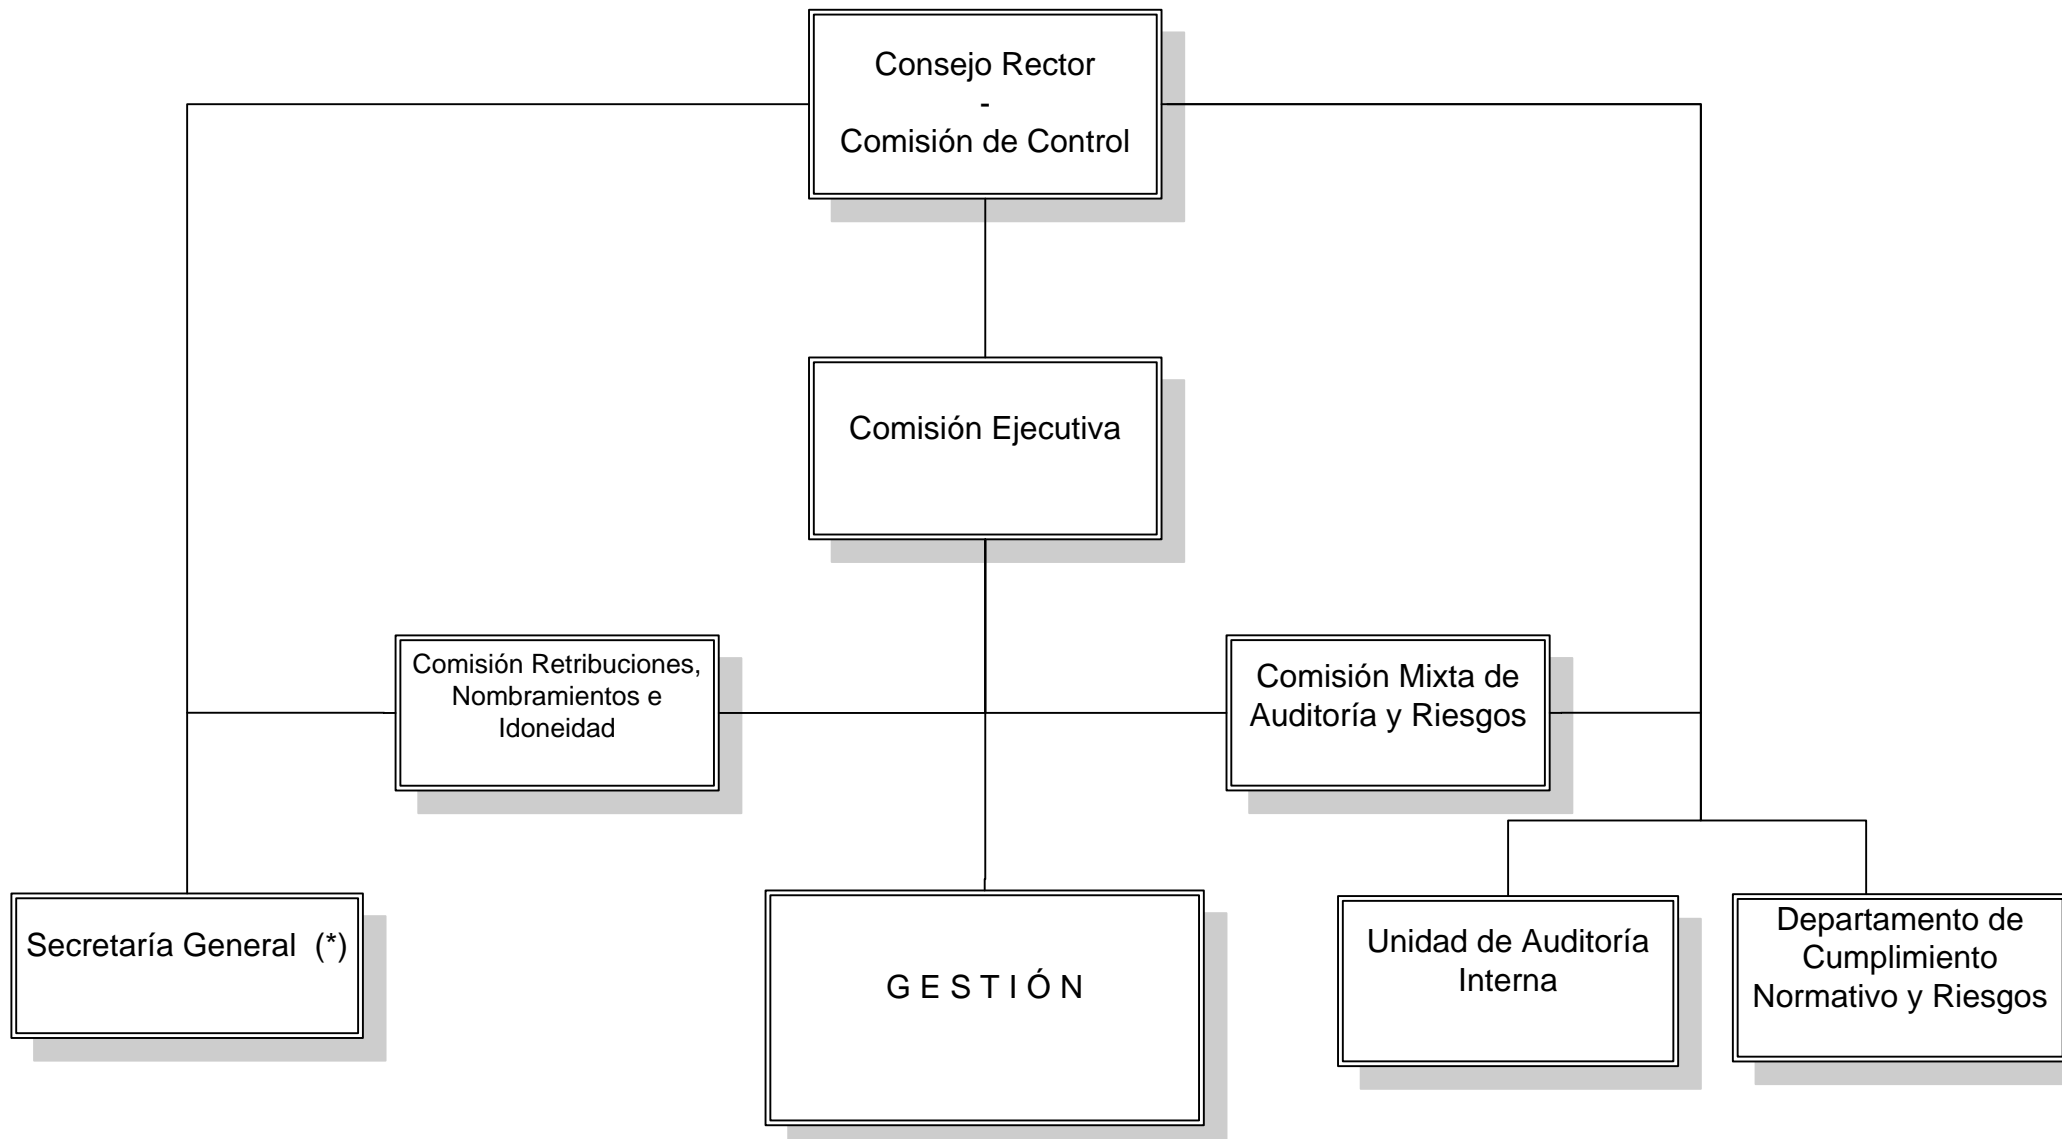 Consejo Rector
-
Comisión de Control
Comisión Ejecutiva
Comisión Retribuciones,
Nombramientos e
Idoneidad
Comisión Mixta de
Auditoría y Riesgos
Secretaría General  (*)
G E S T I Ó N
Unidad de Auditoría
Interna
Departamento de
Cumplimiento
Normativo y Riesgos